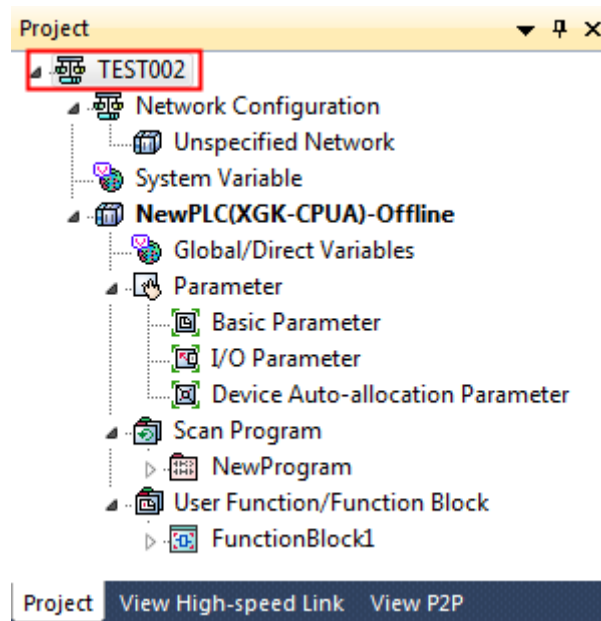 Project
TEST002
Network Configuration
Unspecified Network
System Variable
NewPLC(XGK-CPUA)-Offline
Global/Direct Variables
Parameter
Basic Parameter
I/O Parameter
Device Auto-allocation Parameter
Scan Program
NewProgram
User Function/Function Block
FunctionBlock1
Project View High-speed Link View P2P